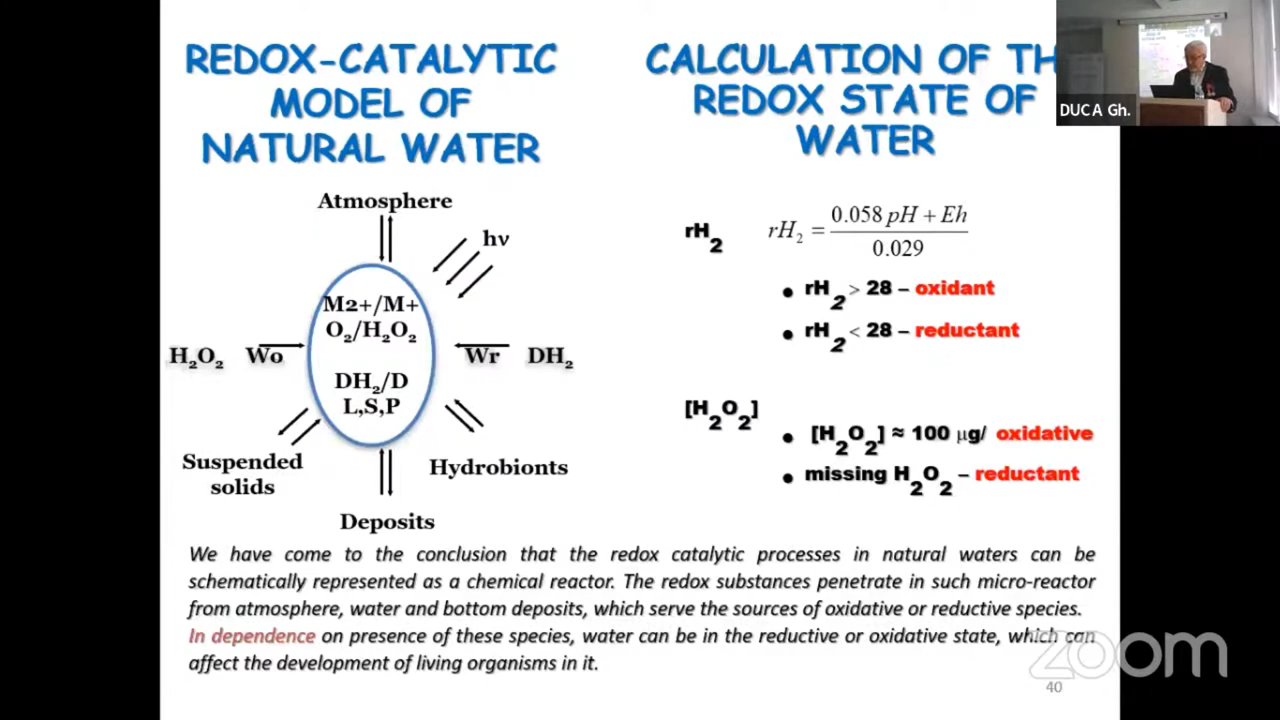 REDOX-CATALYTIC
MODEL OF
NATURAL WATER
Atmosphere
hν
M2+/M+
O₂/H₂O₂
H₂O₂ Wo
Wr DH₂
DH₂/D
L,S,P
Suspended
solids
Hydrobionts
Deposits
CALCULATION OF TH
REDOX STATE OF
WATER
rH₂ rH₂ = (0.058 pH + Eh) / 0.029
• rH₂ > 28 – oxidant
• rH₂ < 28 – reductant
[H₂O₂]
• [H₂O₂] ≈ 100 μg/ oxidative
• missing H₂O₂ – reductant
We have come to the conclusion that the redox catalytic processes in natural waters can be
schematically represented as a chemical reactor. The redox substances penetrate in such micro-reactor
from atmosphere, water and bottom deposits, which serve the sources of oxidative or reductive species.
In dependence on presence of these species, water can be in the reductive or oxidative state, which can
affect the development of living organisms in it.
40
DUCA Gh.
zoom